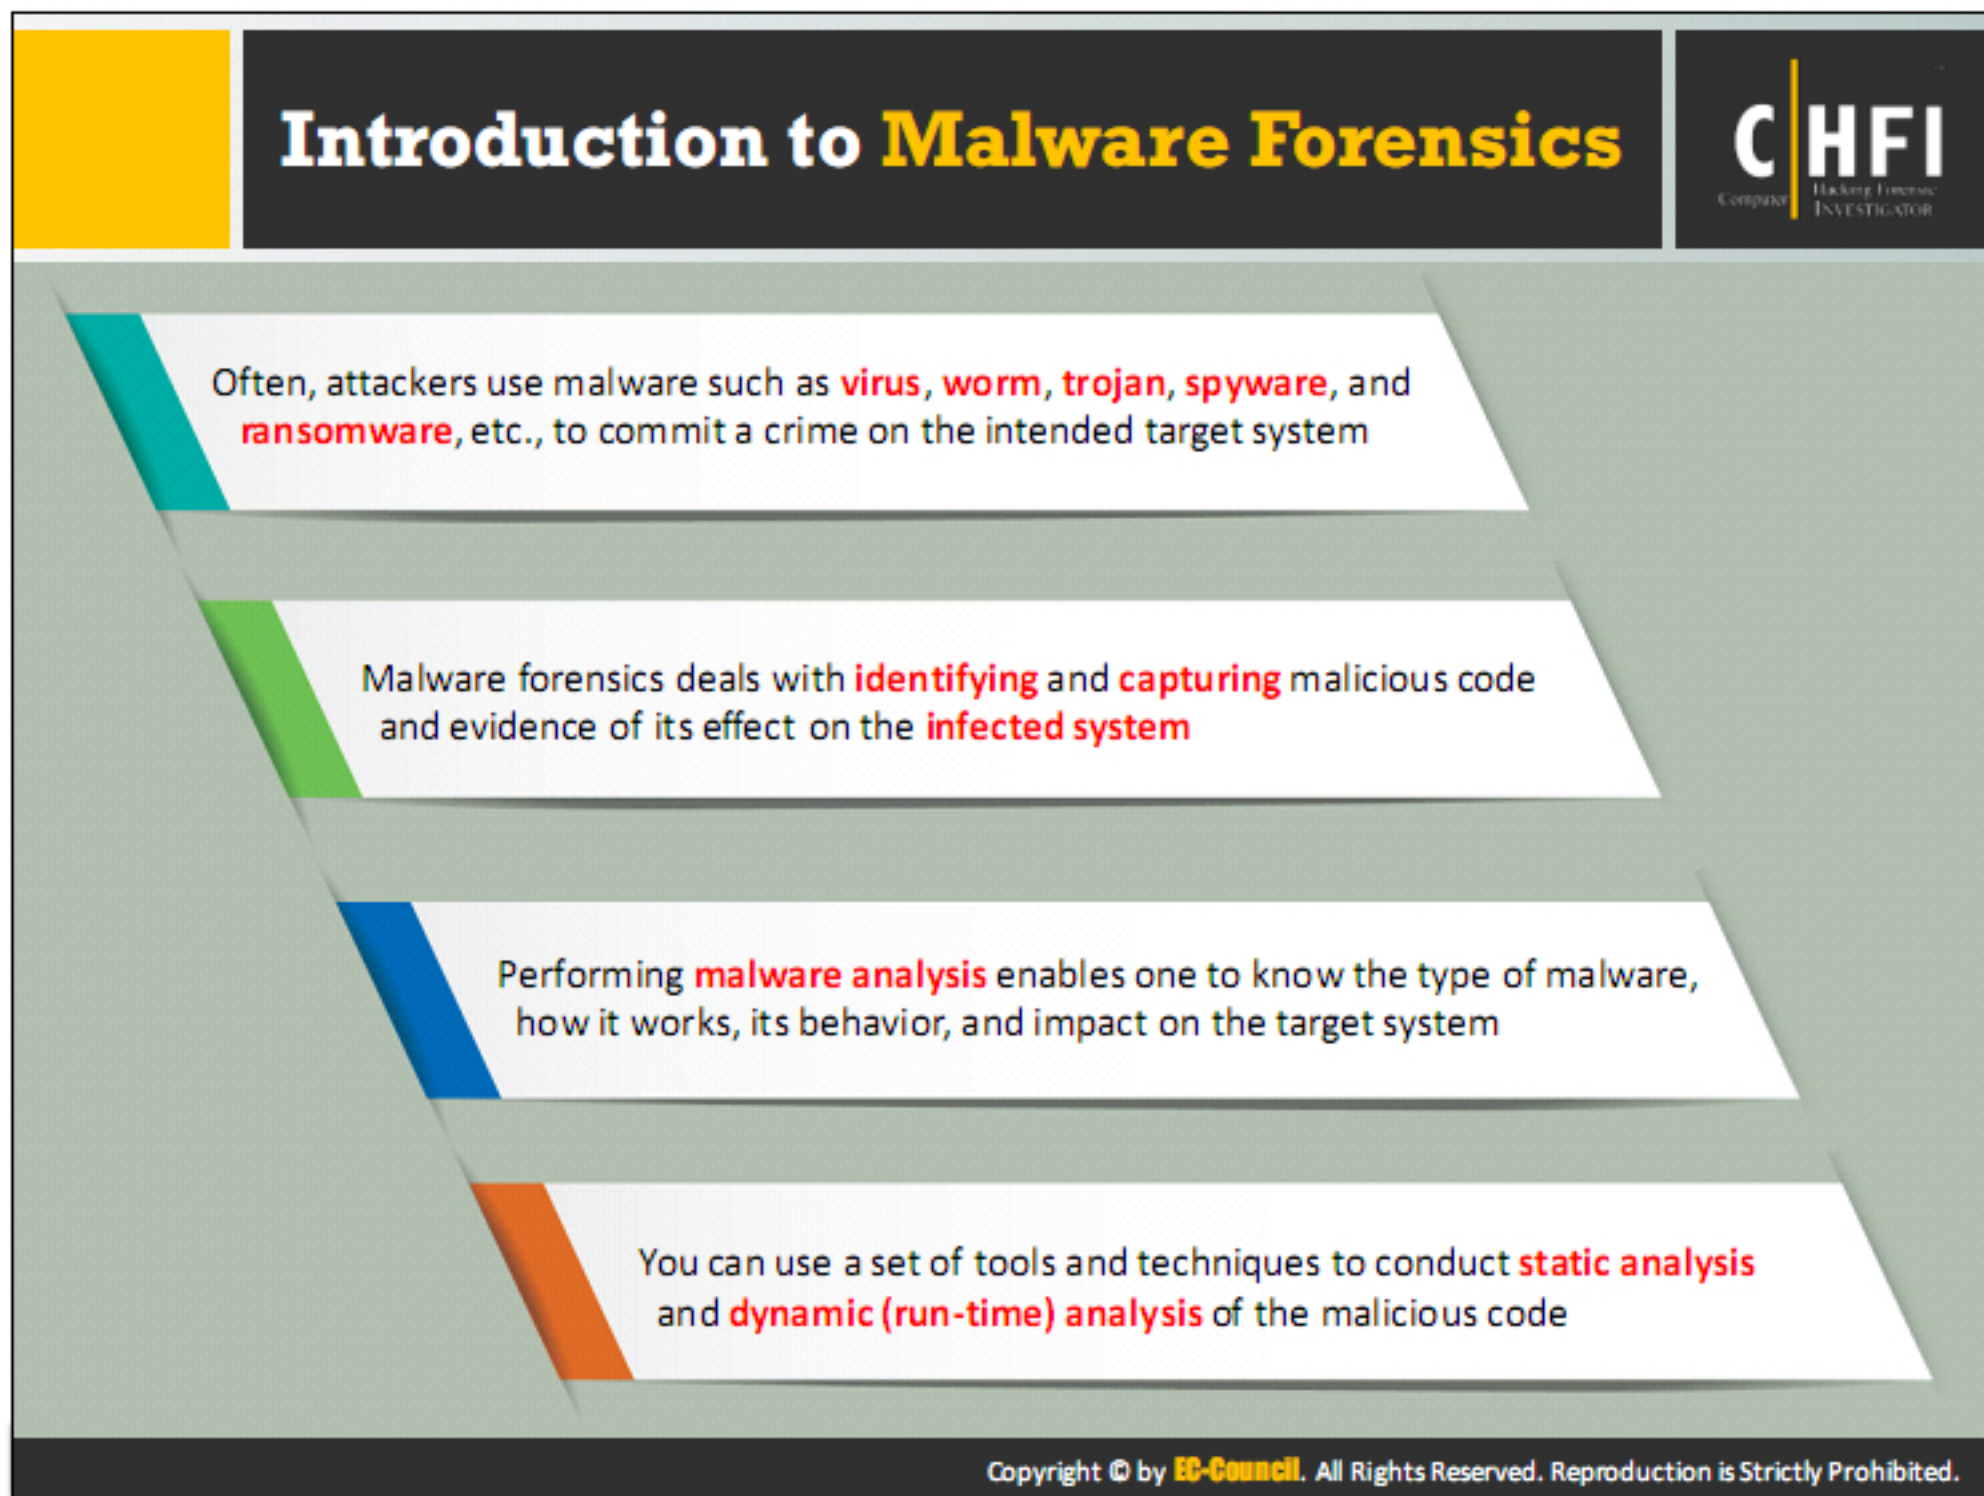 Introduction to Malware Forensics
C HFI
Computer
Hacking Forensic
INVESTIGATOR
Often, attackers use malware such as virus, worm, trojan, spyware, and
ransomware, etc., to commit a crime on the intended target system
Malware forensics deals with identifying and capturing malicious code
and evidence of its effect on the infected system
Performing malware analysis enables one to know the type of malware,
how it works, its behavior, and impact on the target system
You can use a set of tools and techniques to conduct static analysis
and dynamic (run-time) analysis of the malicious code
Copyright © by EC-Council. All Rights Reserved. Reproduction is Strictly Prohibited.